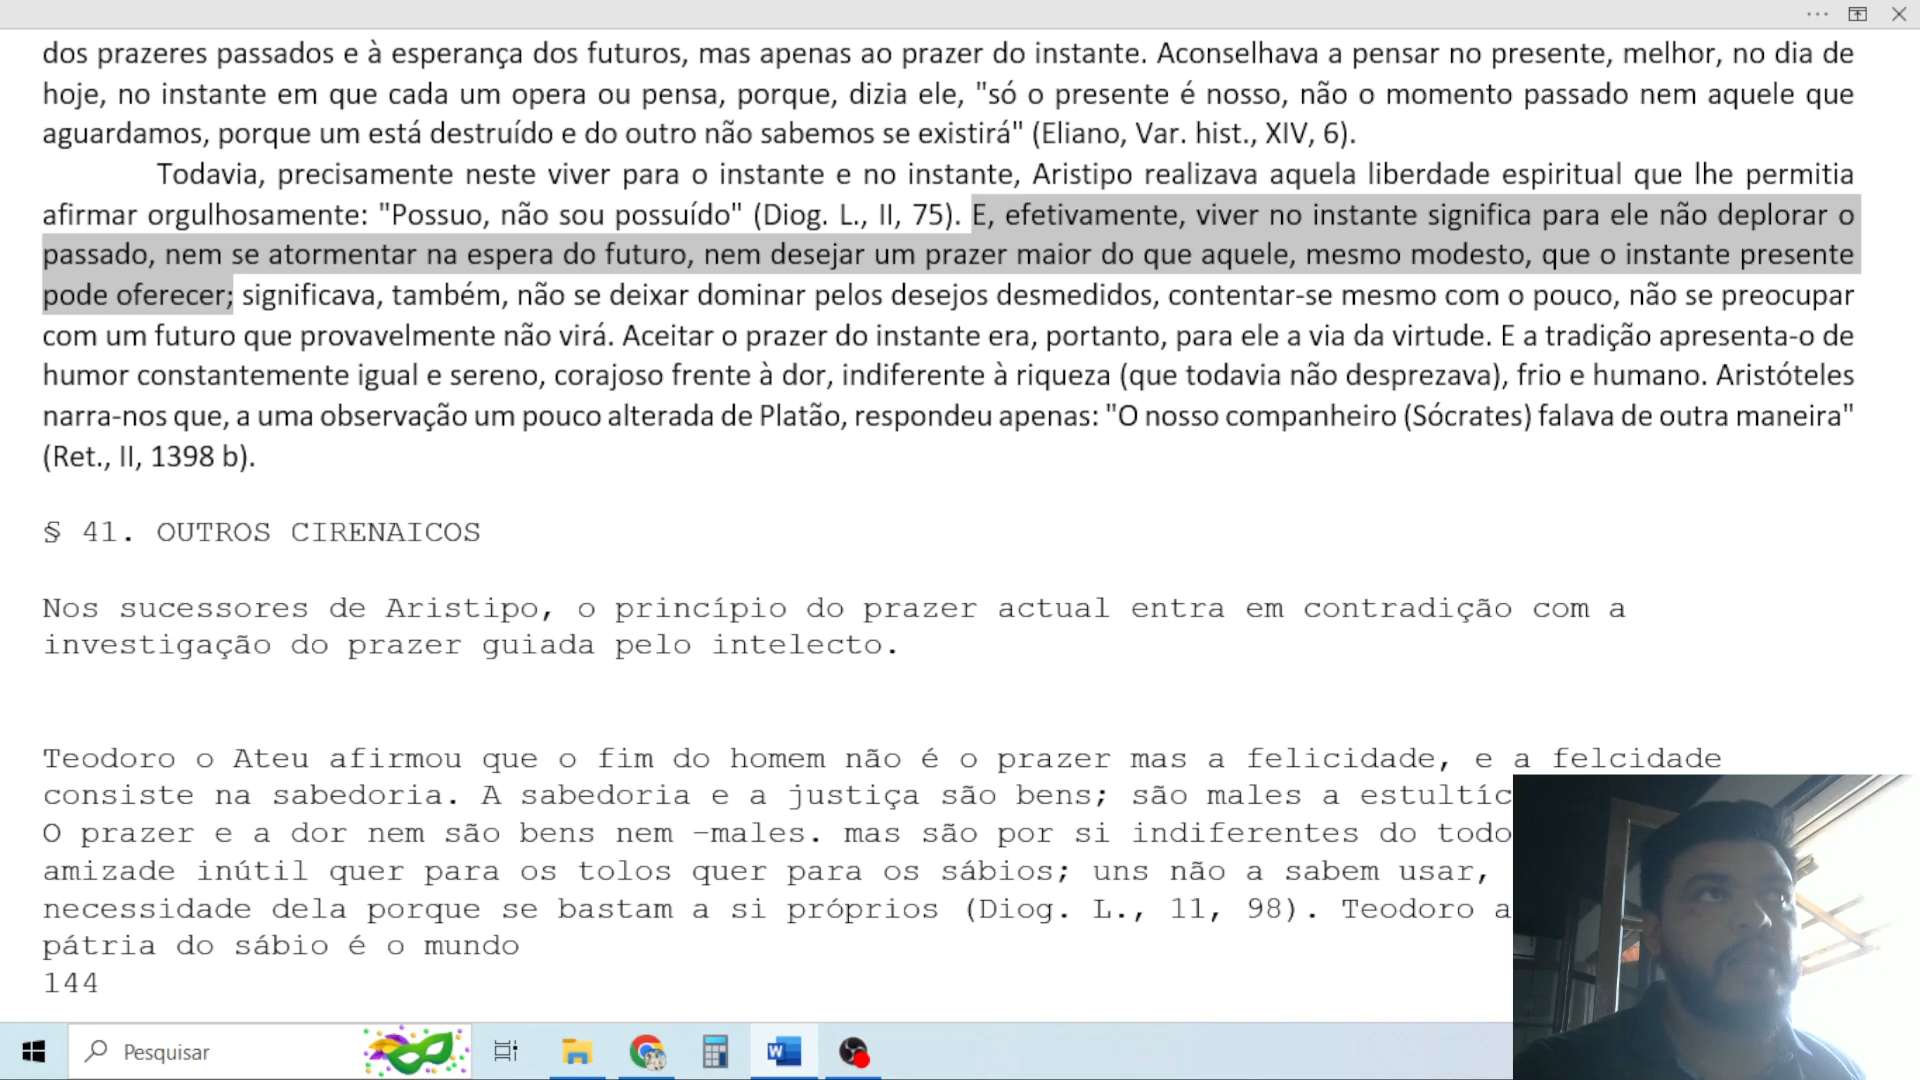 dos prazeres passados e à esperança dos futuros, mas apenas ao prazer do instante. Aconselhava a pensar no presente, melhor, no dia de
hoje, no instante em que cada um opera ou pensa, porque, dizia ele, "só o presente é nosso, não o momento passado nem aquele que
aguardamos, porque um está destruído e do outro não sabemos se existirá" (Eliano, Var. hist., XIV, 6).
Todavia, precisamente neste viver para o instante e no instante, Aristipo realizava aquela liberdade espiritual que lhe permitia
afirmar orgulhosamente: "Possuo, não sou possuído" (Diog. L., II, 75). E, efetivamente, viver no instante significa para ele não deplorar o
passado, nem se atormentar na espera do futuro, nem desejar um prazer maior do que aquele, mesmo modesto, que o instante presente
pode oferecer; significava, também, não se deixar dominar pelos desejos desmedidos, contentar-se mesmo com o pouco, não se preocupar
com um futuro que provavelmente não virá. Aceitar o prazer do instante era, portanto, para ele a via da virtude. E a tradição apresenta-o de
humor constantemente igual e sereno, corajoso frente à dor, indiferente à riqueza (que todavia não desprezava), frio e humano. Aristóteles
narra-nos que, a uma observação um pouco alterada de Platão, respondeu apenas: "O nosso companheiro (Sócrates) falava de outra maneira"
(Ret., II, 1398 b).
§ 41. OUTROS CIRENAICOS
Nos sucessores de Aristipo, o princípio do prazer actual entra em contradição com a
investigação do prazer guiada pelo intelecto.
Teodoro o Ateu afirmou que o fim do homem não é o prazer mas a felicidade, e a felcidade
consiste na sabedoria. A sabedoria e a justiça são bens; são males a estultíc
O prazer e a dor nem são bens nem -males. mas são por si indiferentes do todo
amizade inútil quer para os tolos quer para os sábios; uns não a sabem usar,
necessidade dela porque se bastam a si próprios (Diog. L., 11, 98). Teodoro a
pátria do sábio é o mundo
144
Pesquisar